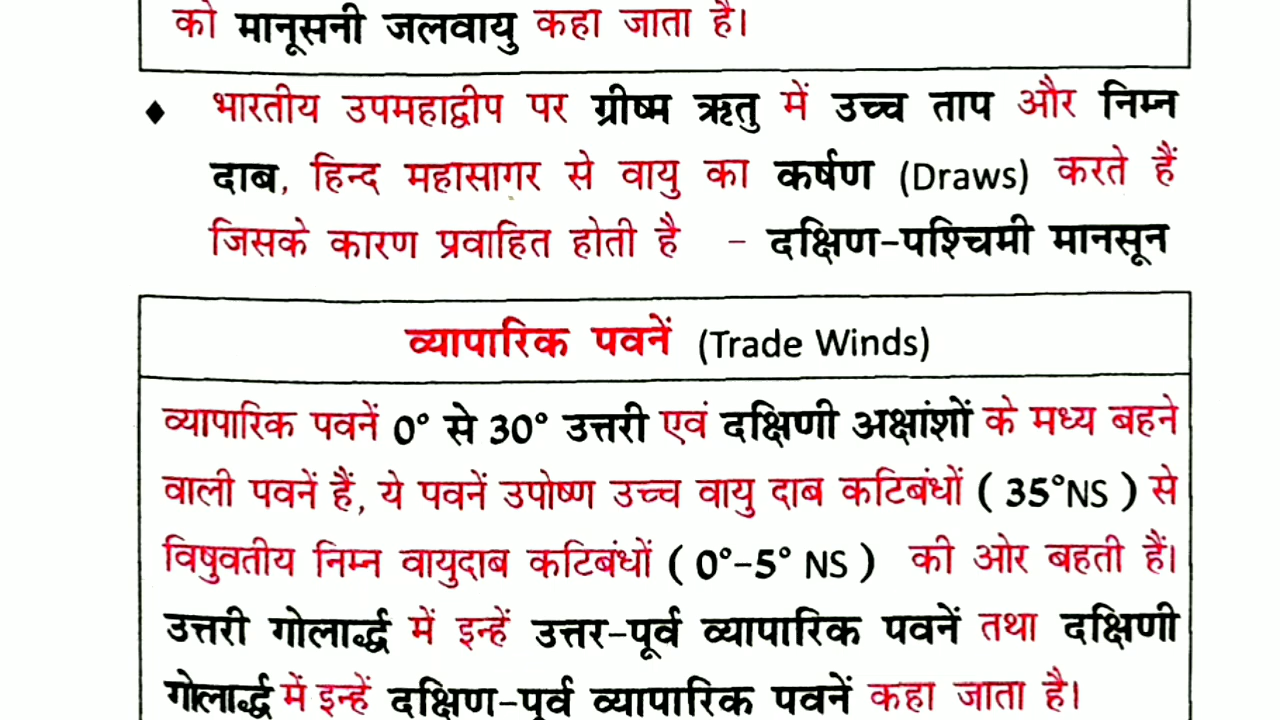 को मानूसनी जलवायु कहा जाता है।
♦ भारतीय उपमहाद्वीप पर ग्रीष्म ऋतु में उच्च ताप और निम्न
दाब, हिन्द महासागर से वायु का कर्षण (Draws) करते हैं
जिसके कारण प्रवाहित होती है - दक्षिण-पश्चिमी मानसून
व्यापारिक पवनें (Trade Winds)
व्यापारिक पवनें 0° से 30° उत्तरी एवं दक्षिणी अक्षांशों के मध्य बहने
वाली पवनें हैं, ये पवनें उपोष्ण उच्च वायु दाब कटिबंधों ( 35°NS ) से
विषुवतीय निम्न वायुदाब कटिबंधों ( 0°-5° NS ) की ओर बहती हैं।
उत्तरी गोलार्द्ध में इन्हें उत्तर-पूर्व व्यापारिक पवनें तथा दक्षिणी
गोलार्द्ध में इन्हें दक्षिण-पूर्व व्यापारिक पवनें कहा जाता है।